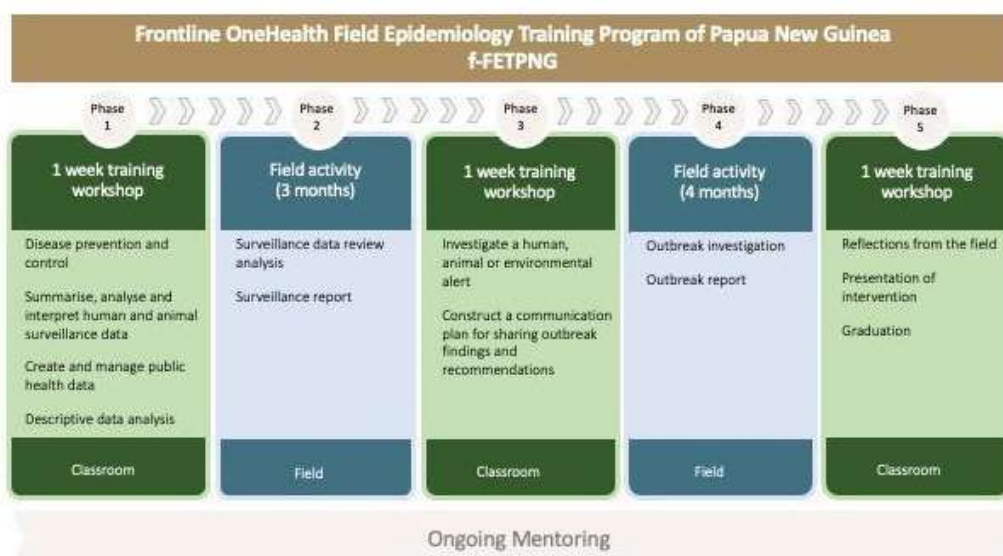 Frontline OneHealth Field Epidemiology Training Program of Papua New Guinea
f-FETPNG
Phase
1
Phase
2
Phase
3
Phase
4
Phase
5
1 week training
workshop
Disease prevention and
control
Summarise, analyse and
interpret human and animal
surveillance data
Create and manage public
health data
Descriptive data analysis
Classroom
Field activity
(3 months)
Surveillance data review
analysis
Surveillance report
Field
1 week training
workshop
Investigate a human,
animal or environmental
alert
Construct a communication
plan for sharing outbreak
findings and
recommendations
Classroom
Field activity
(4 months)
Outbreak investigation
Outbreak report
Field
1 week training
workshop
Reflections from the field
Presentation of
intervention
Graduation
Classroom
Ongoing Mentoring